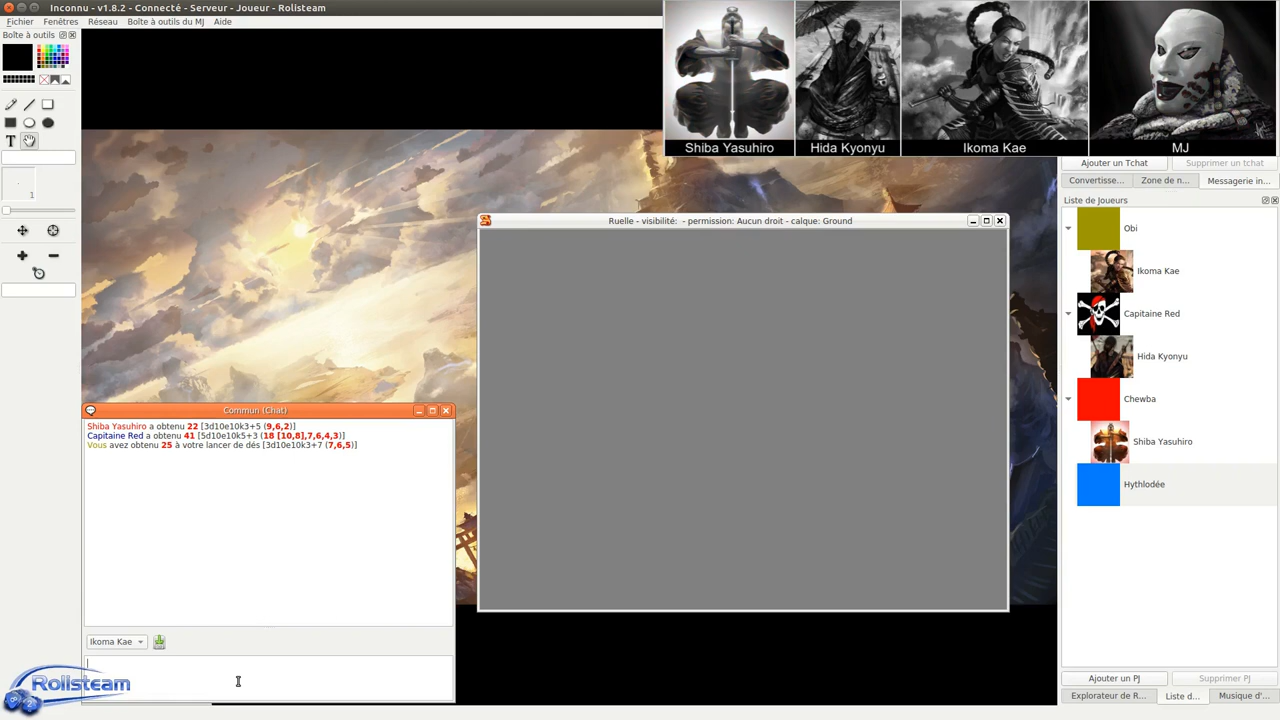 Inconnu - v1.8.2 - Connecté - Serveur - Joueur - Rolisteam
Fichier Fenêtres Réseau Boîte à outils du MJ Aide
Boîte à outils
T
1
Shiba Yasuhiro Hida Kyonyu Ikoma Kae MJ
Ajouter un Tchat Supprimer un tchat
Convertisse... Zone de n... Messagerie in...
Liste de Joueurs
Obi
Ikoma Kae
Capitaine Red
Hida Kyonyu
Chewba
Shiba Yasuhiro
Hythlodée
Ruelle - visibilité: - permission: Aucun droit - calque: Ground
Commun (Chat)
Shiba Yasuhiro a obtenu 22 [3d10e10k3+5 (9,6,2)]
Capitaine Red a obtenu 41 [5d10e10k5+3 (18 [10,8],7,6,4,3)]
Vous avez obtenu 25 à votre lancer de dés [3d10e10k3+7 (7,6,5)]
Ikoma Kae
Rolisteam
Ajouter un PJ Supprimer PJ
Explorateur de R... Liste d... Musique d'...